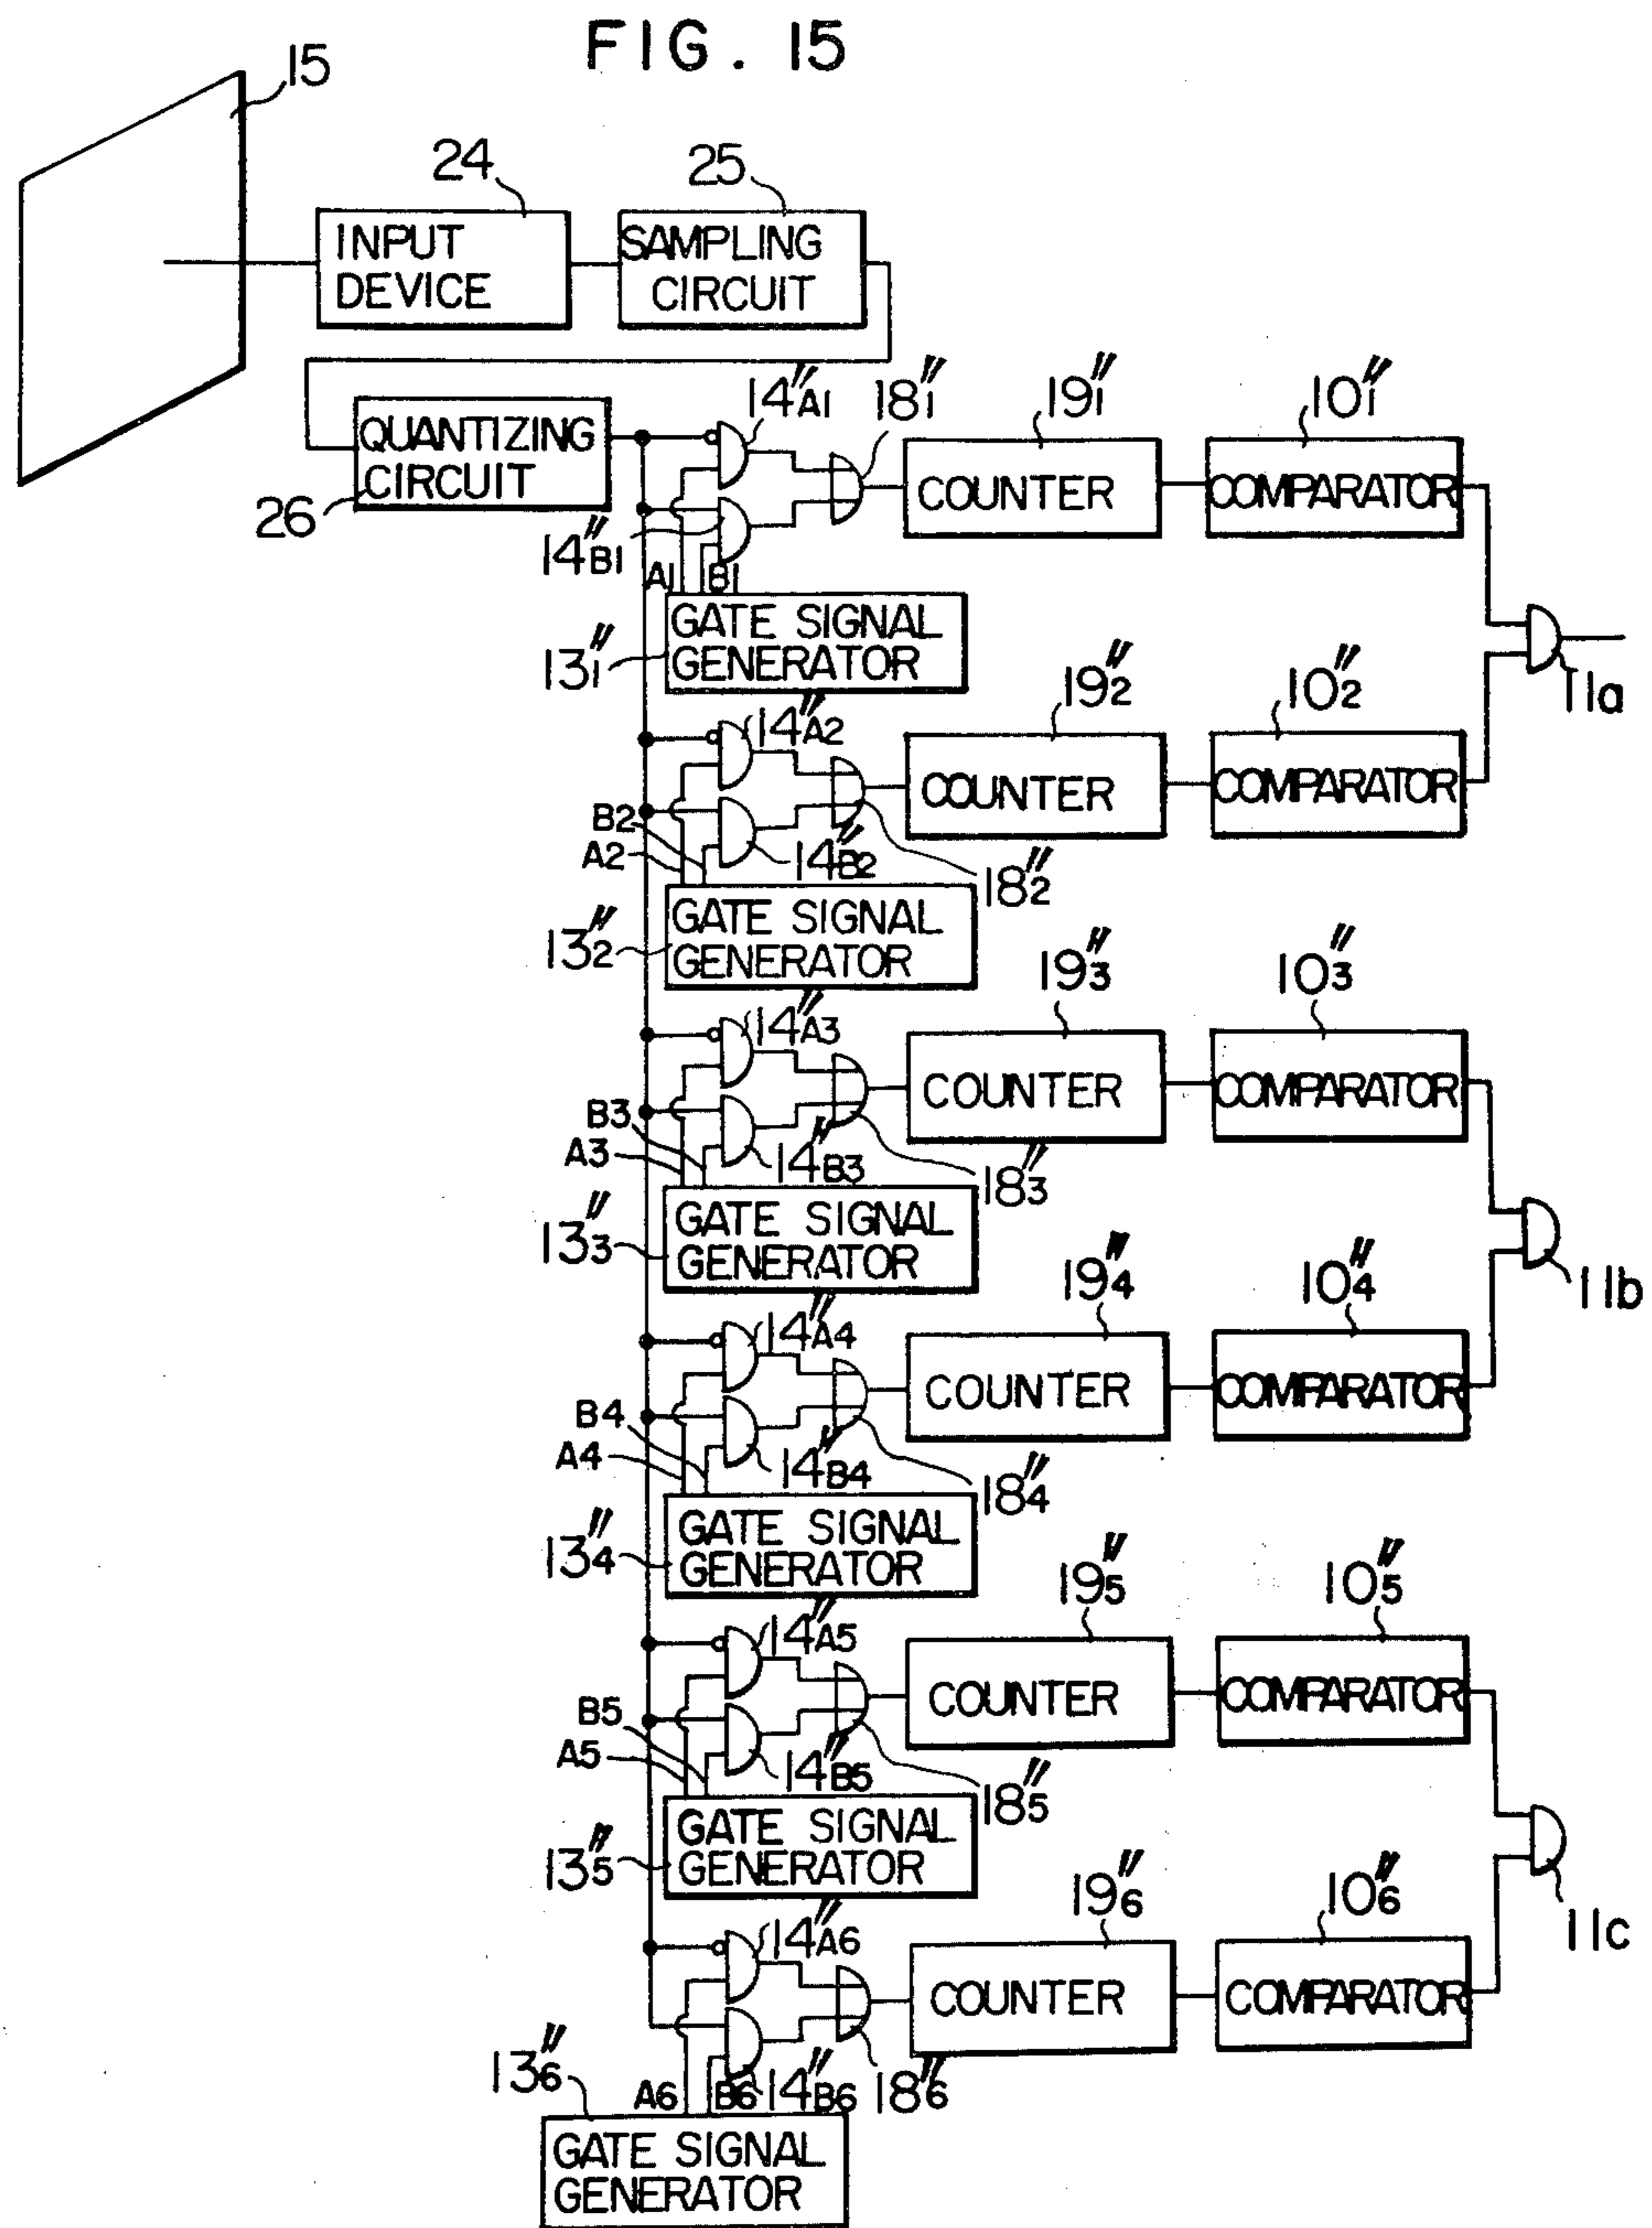 FIG. 15
15
24
25
INPUT
DEVICE
SAMPLING
CIRCUIT
14"A1
18"1
19"1
10"1
QUANTIZING
CIRCUIT
26
COUNTER
COMPARATOR
14"B1
A1
B1
GATE SIGNAL
GENERATOR
13"1
11a
19"2
10"2
14"A2
COUNTER
COMPARATOR
B2
A2
14"B2
18"2
GATE SIGNAL
GENERATOR
13"2
19"3
10"3
14"A3
COUNTER
COMPARATOR
B3
A3
14"B3
18"3
GATE SIGNAL
GENERATOR
13"3
11b
19"4
10"4
14"A4
COUNTER
COMPARATOR
B4
A4
14"B4
18"4
GATE SIGNAL
GENERATOR
13"4
19"5
10"5
14"A5
COUNTER
COMPARATOR
B5
A5
14"B5
18"5
GATE SIGNAL
GENERATOR
13"5
11c
19"6
10"6
14"A6
COUNTER
COMPARATOR
13"6
A6
B6
14"B6
18"6
GATE SIGNAL
GENERATOR